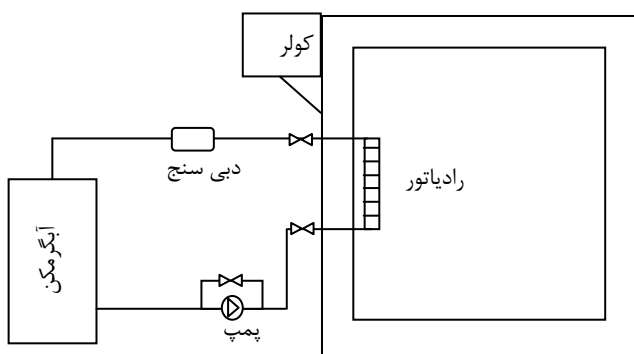 کولر
دبی سنج
رادیاتور
آبگرمکن
پمپ